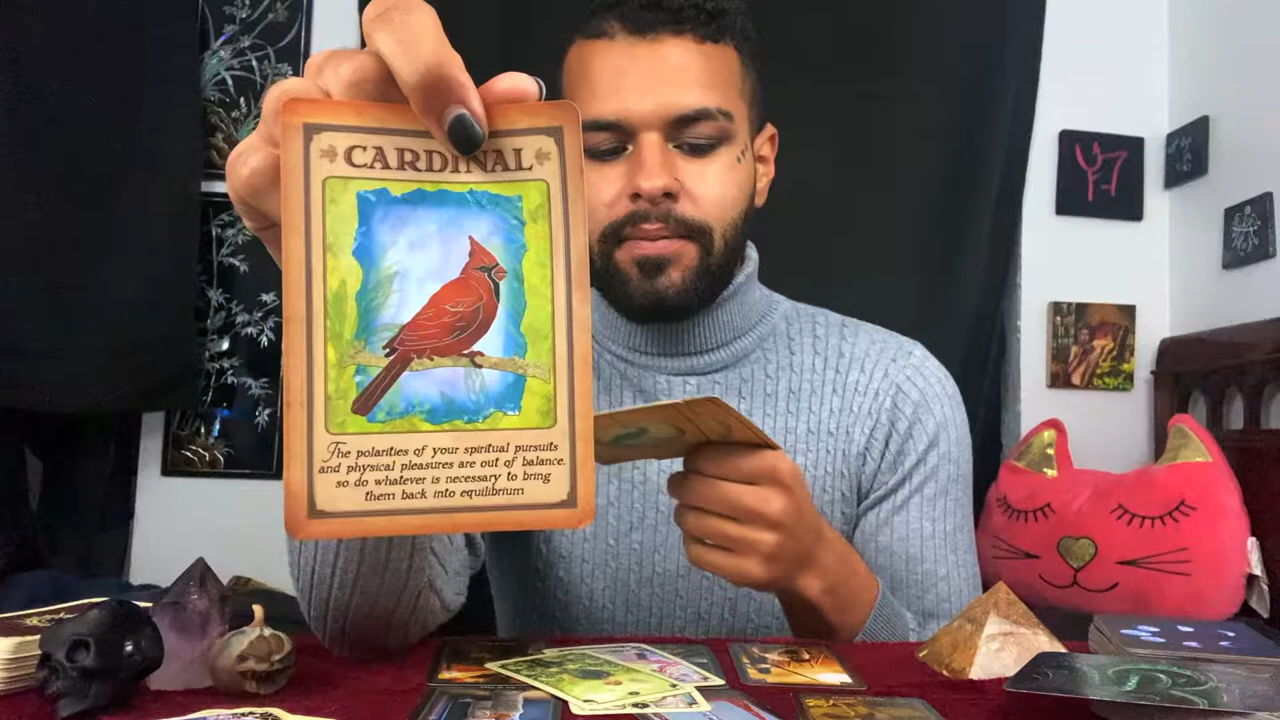 CARDINAL
The polarities of your spiritual pursuits
and physical pleasures are out of balance,
so do whatever is necessary to bring
them back into equilibrium